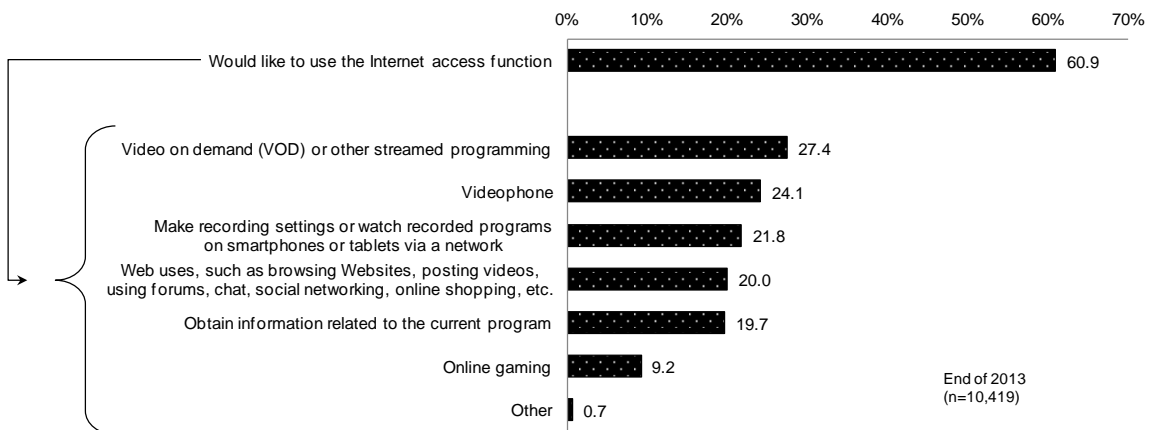 0% 10% 20% 30% 40% 50% 60% 70%
Would like to use the Internet access function 60.9
Video on demand (VOD) or other streamed programming 27.4
Videophone 24.1
Make recording settings or watch recorded programs
on smartphones or tablets via a network 21.8
Web uses, such as browsing Websites, posting videos,
using forums, chat, social networking, online shopping, etc. 20.0
Obtain information related to the current program 19.7
Online gaming 9.2
Other 0.7
End of 2013
(n=10,419)